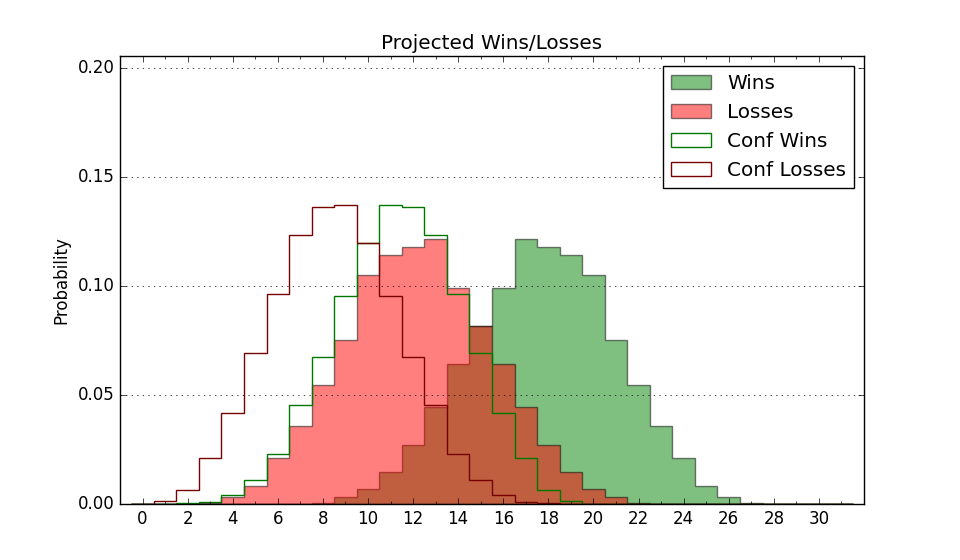 Projected Wins/Losses
Wins
Losses
Conf Wins
Conf Losses
Probability
0.20
0.15
0.10
0.05
0.00
0 2 4 6 8 10 12 14 16 18 20 22 24 26 28 30